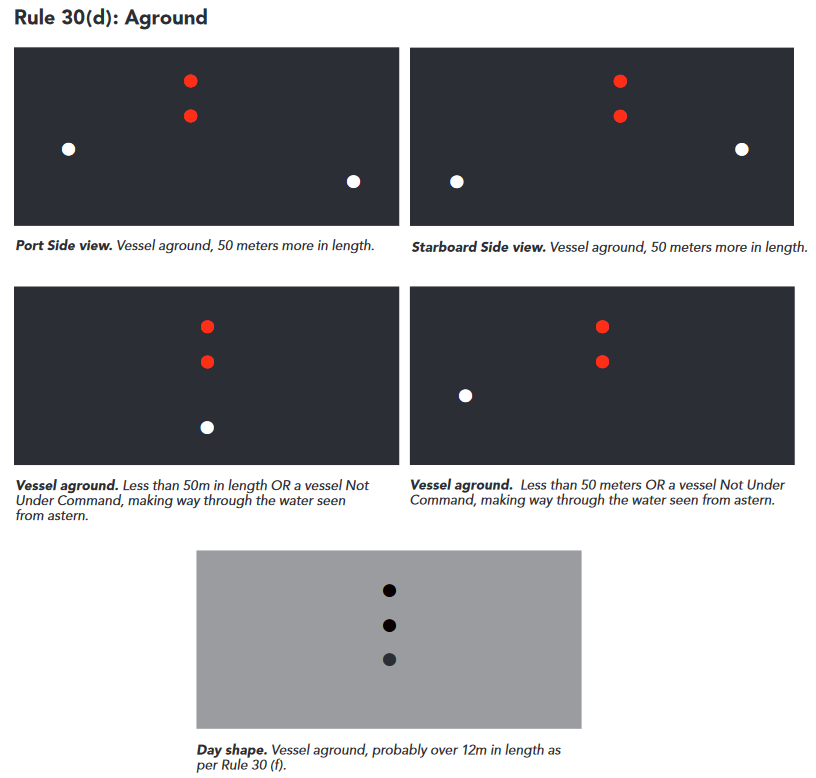 Rule 30(d): Aground
Port Side view. Vessel aground, 50 meters more in length.
Starboard Side view. Vessel aground, 50 meters more in length.
Vessel aground. Less than 50m in length OR a vessel Not
Under Command, making way through the water seen
from astern.
Vessel aground. Less than 50 meters OR a vessel Not Under
Command, making way through the water seen from astern.
Day shape. Vessel aground, probably over 12m in length as
per Rule 30 (f).